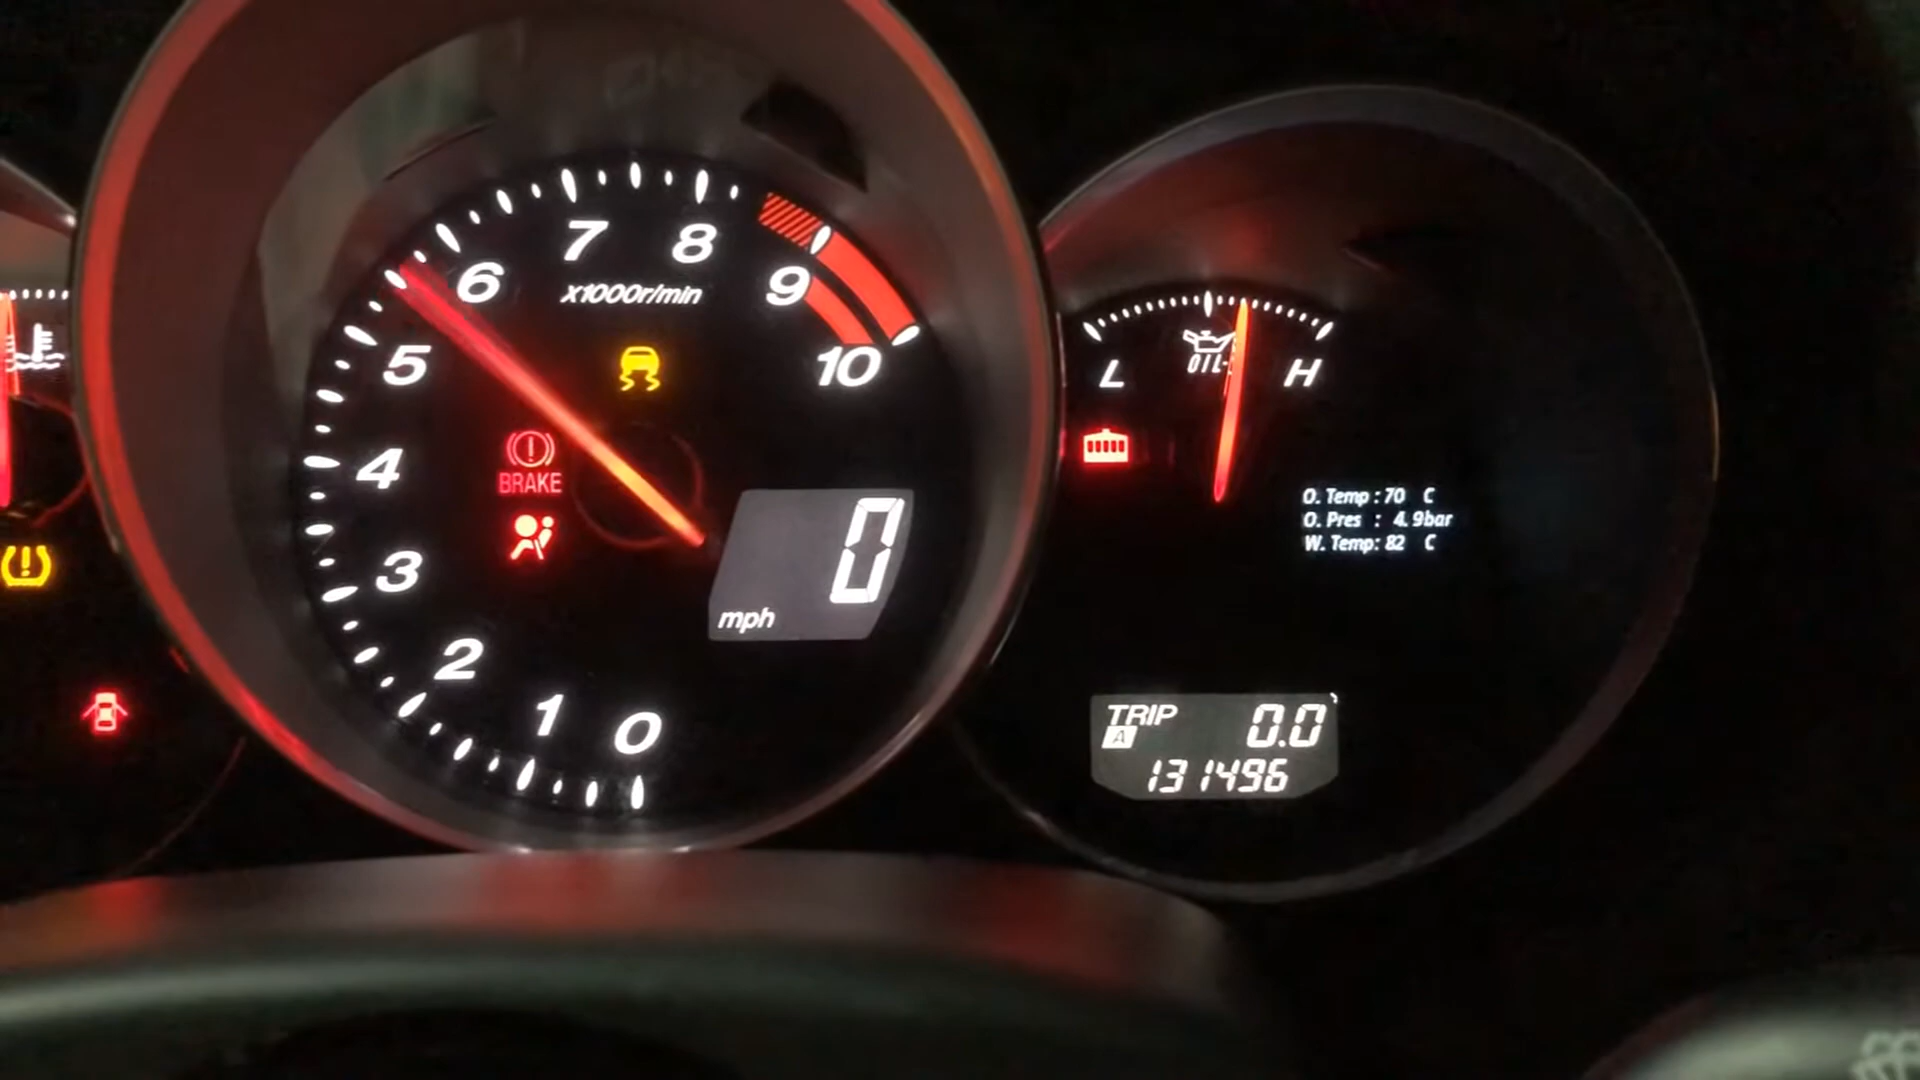 7 8
6 9
x1000r/min
5 10
4
BRAKE
3
2
1 0
0
mph
OIL
L H
O. Temp : 70 C
O. Pres : 4.9bar
W. Temp: 82 C
TRIP 0.0
A
131496